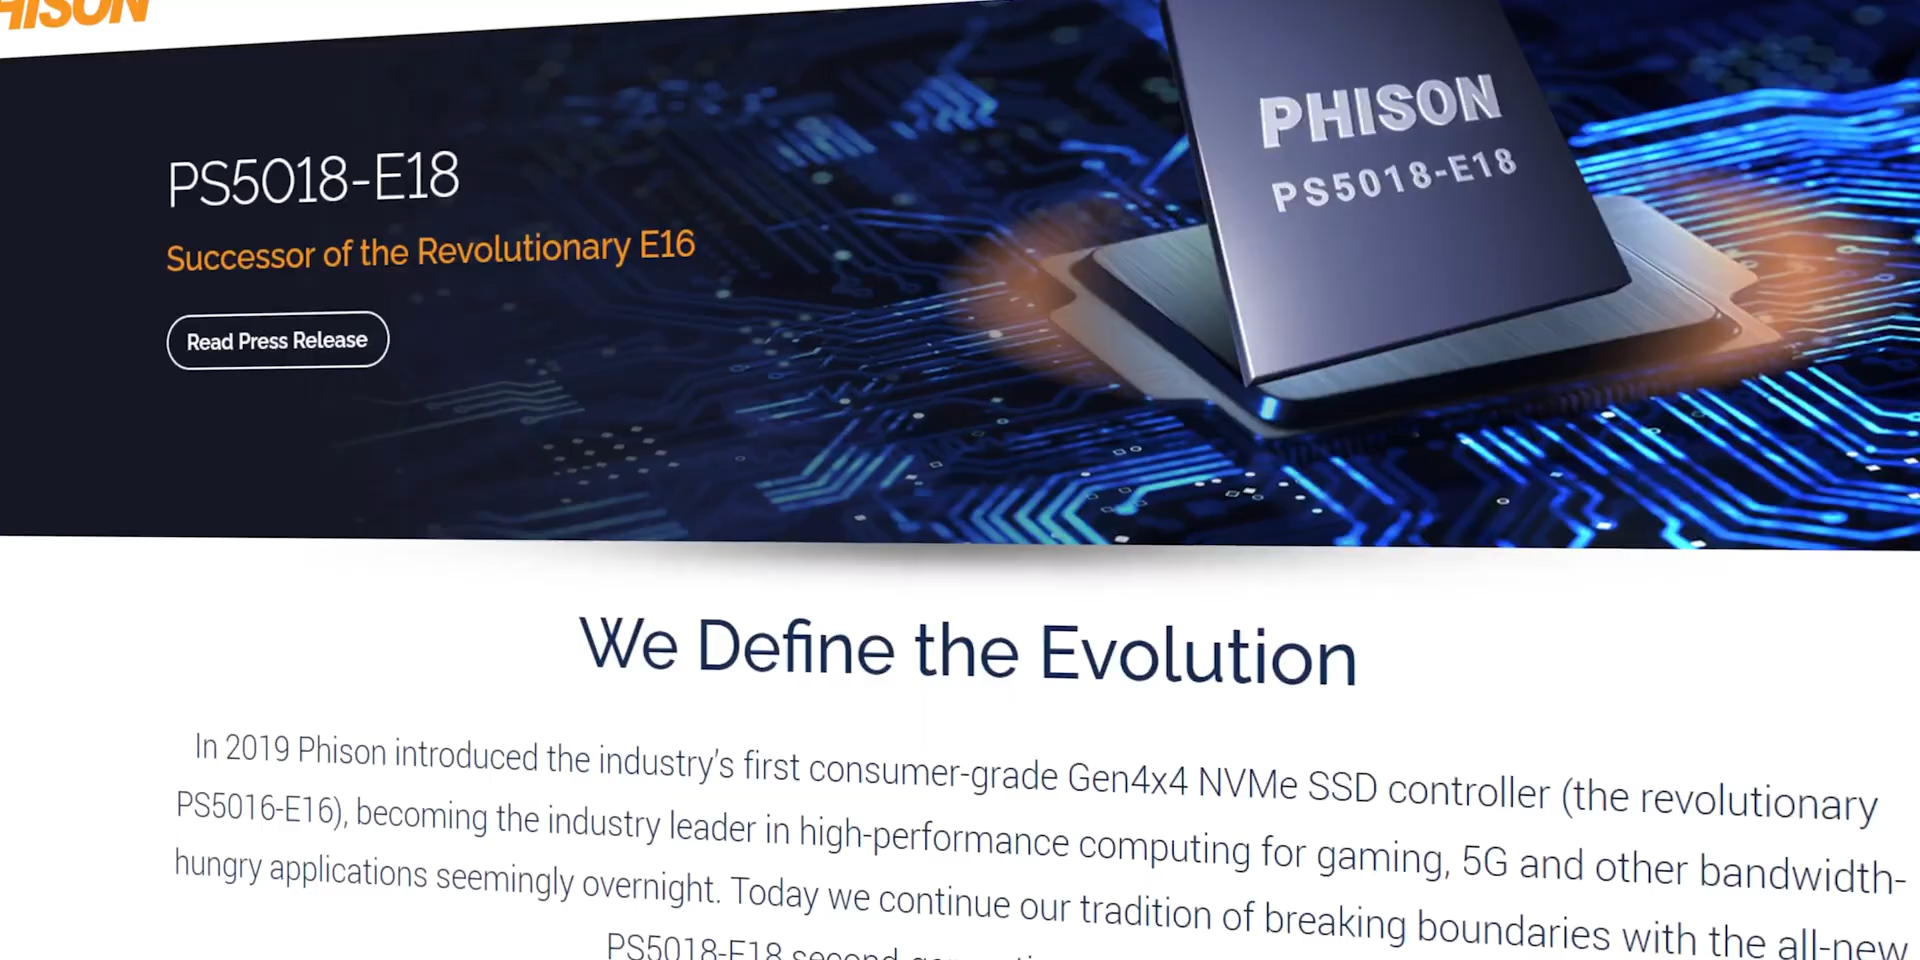 PHISON
PHISON
PS5018-E18
PS5018-E18
Successor of the Revolutionary E16
Read Press Release
We Define the Evolution
In 2019 Phison introduced the industry's first consumer-grade Gen4x4 NVMe SSD controller (the revolutionary
PS5016-E16), becoming the industry leader in high-performance computing for gaming, 5G and other bandwidth-
hungry applications seemingly overnight. Today we continue our tradition of breaking boundaries with the all-new
PS5018-E18